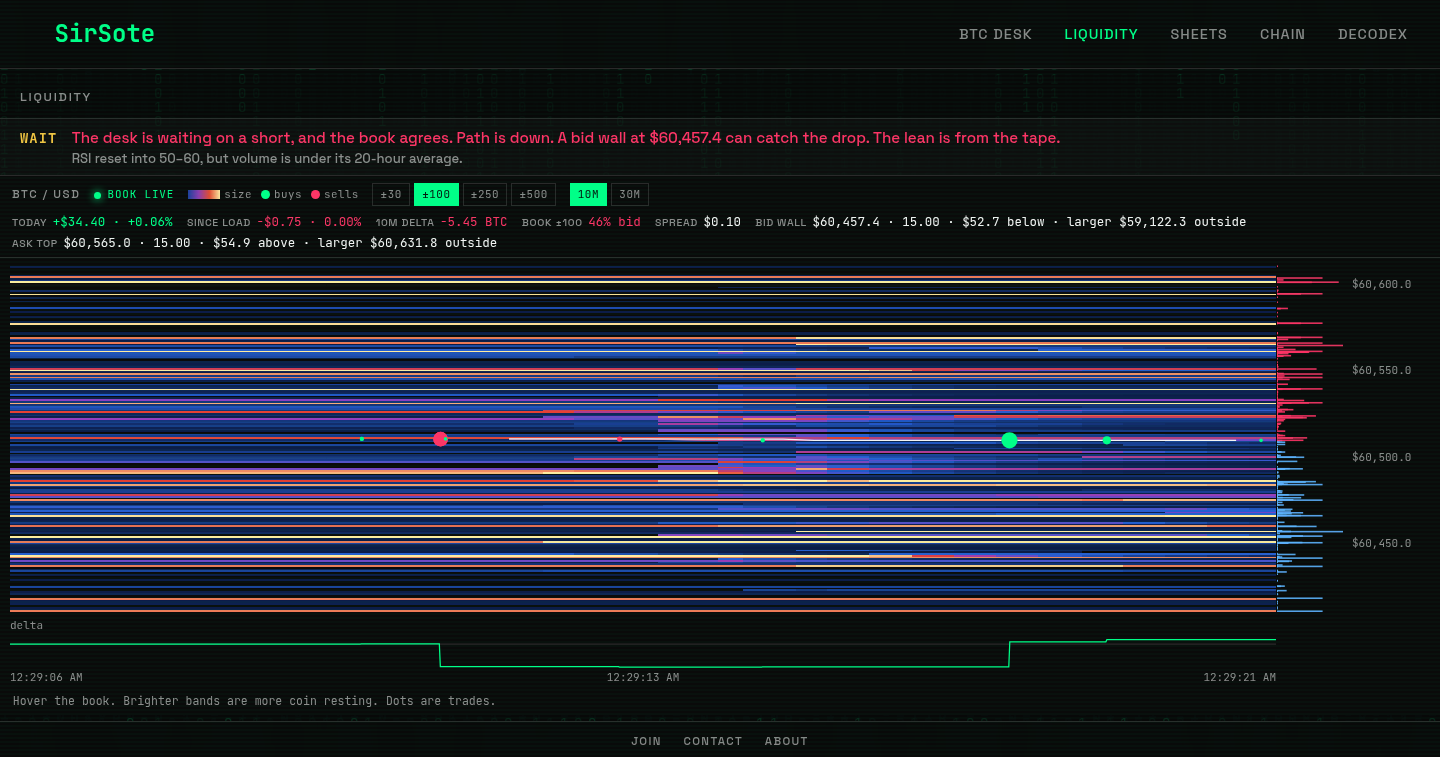 SirSote
BTC DESK LIQUIDITY SHEETS CHAIN DECODEX
LIQUIDITY
WAIT The desk is waiting on a short, and the book agrees. Path is down. A bid wall at $60,457.4 can catch the drop. The lean is from the tape.
RSI reset into 50–60, but volume is under its 20-hour average.
BTC / USD BOOK LIVE size buys sells ±30 ±100 ±250 ±500 10M 30M
TODAY +$34.40 · +0.06% SINCE LOAD -$0.75 · 0.00% 10M DELTA -5.45 BTC BOOK ±100 46% bid SPREAD $0.10 BID WALL $60,457.4 · 15.00 · $52.7 below · larger $59,122.3 outside
ASK TOP $60,565.0 · 15.00 · $54.9 above · larger $60,631.8 outside
$60,600.0
$60,550.0
$60,500.0
$60,450.0
delta
12:29:06 AM 12:29:13 AM 12:29:21 AM
Hover the book. Brighter bands are more coin resting. Dots are trades.
JOIN CONTACT ABOUT